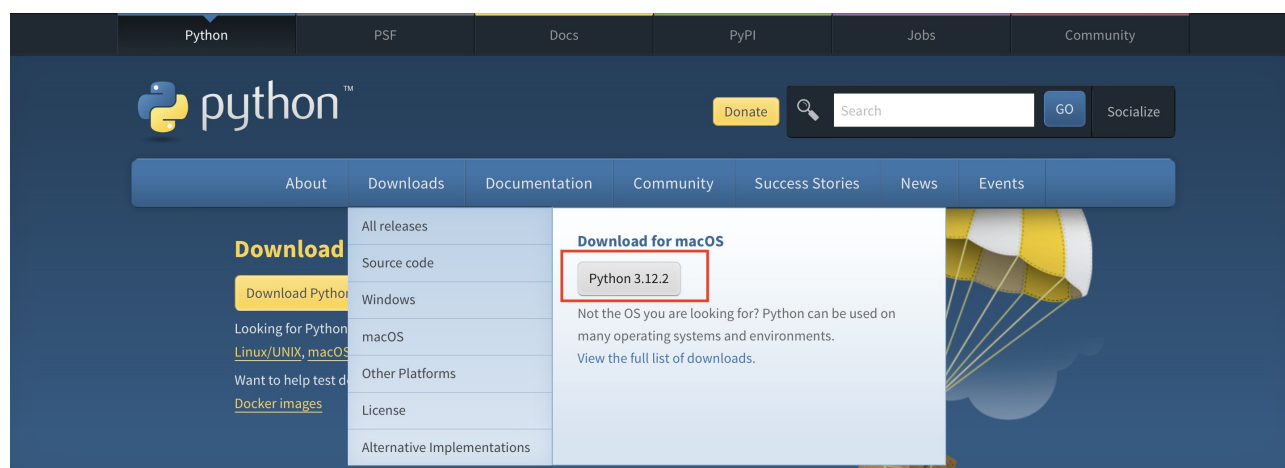 Python PSF Docs PyPI Jobs Community
python™
Donate Search GO Socialize
About Downloads Documentation Community Success Stories News Events
All releases
Source code
Windows
macOS
Other Platforms
License
Alternative Implementations
Download for macOS
Python 3.12.2
Not the OS you are looking for? Python can be used on
many operating systems and environments.
View the full list of downloads.
Download
Download Python
Looking for Python
Linux/UNIX, macOS
Want to help test
Docker images